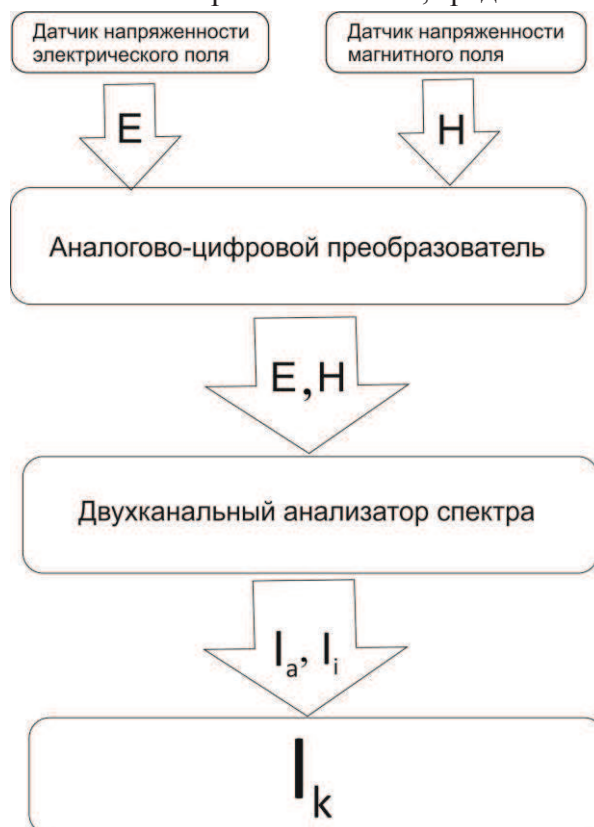 Датчик напряженности
электрического поля
Датчик напряженности
магнитного поля
E
H
Аналогово-цифровой преобразователь
E,H
Двухканальный анализатор спектра
Iₐ, Iᵢ
Iₖ